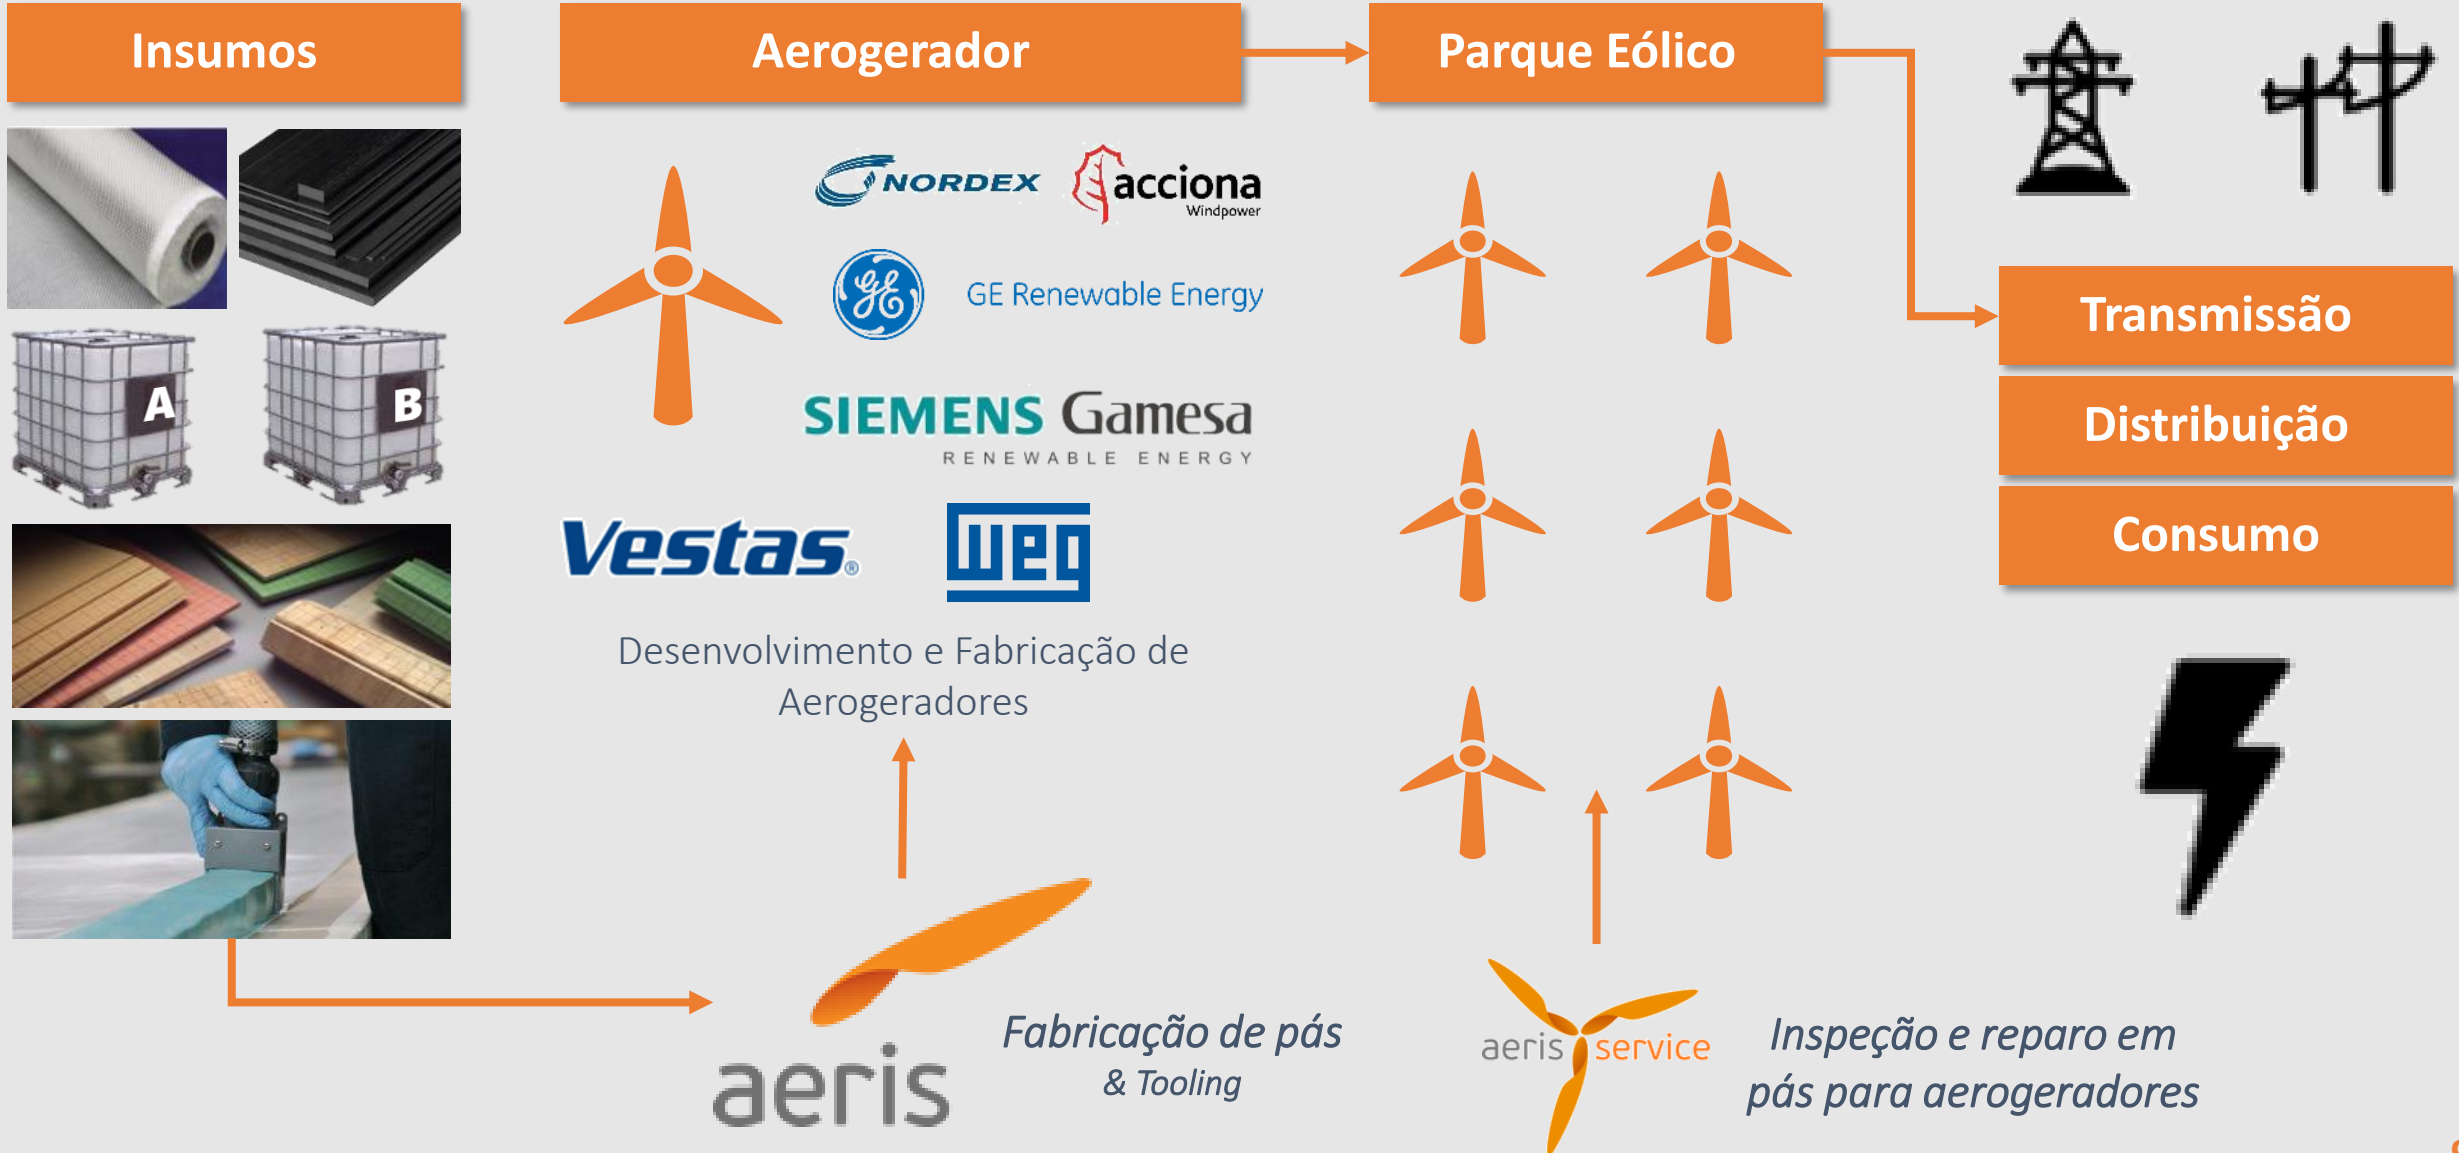 Insumos
Aerogerador
Parque Eólico
NORDEX
acciona
Windpower
GE
GE Renewable Energy
SIEMENS Gamesa
RENEWABLE ENERGY
Vestas®
weg
A
B
Desenvolvimento e Fabricação de
Aerogeradores
Transmissão
Distribuição
Consumo
aeris
Fabricação de pás
& Tooling
aeris service
Inspeção e reparo em
pás para aerogeradores